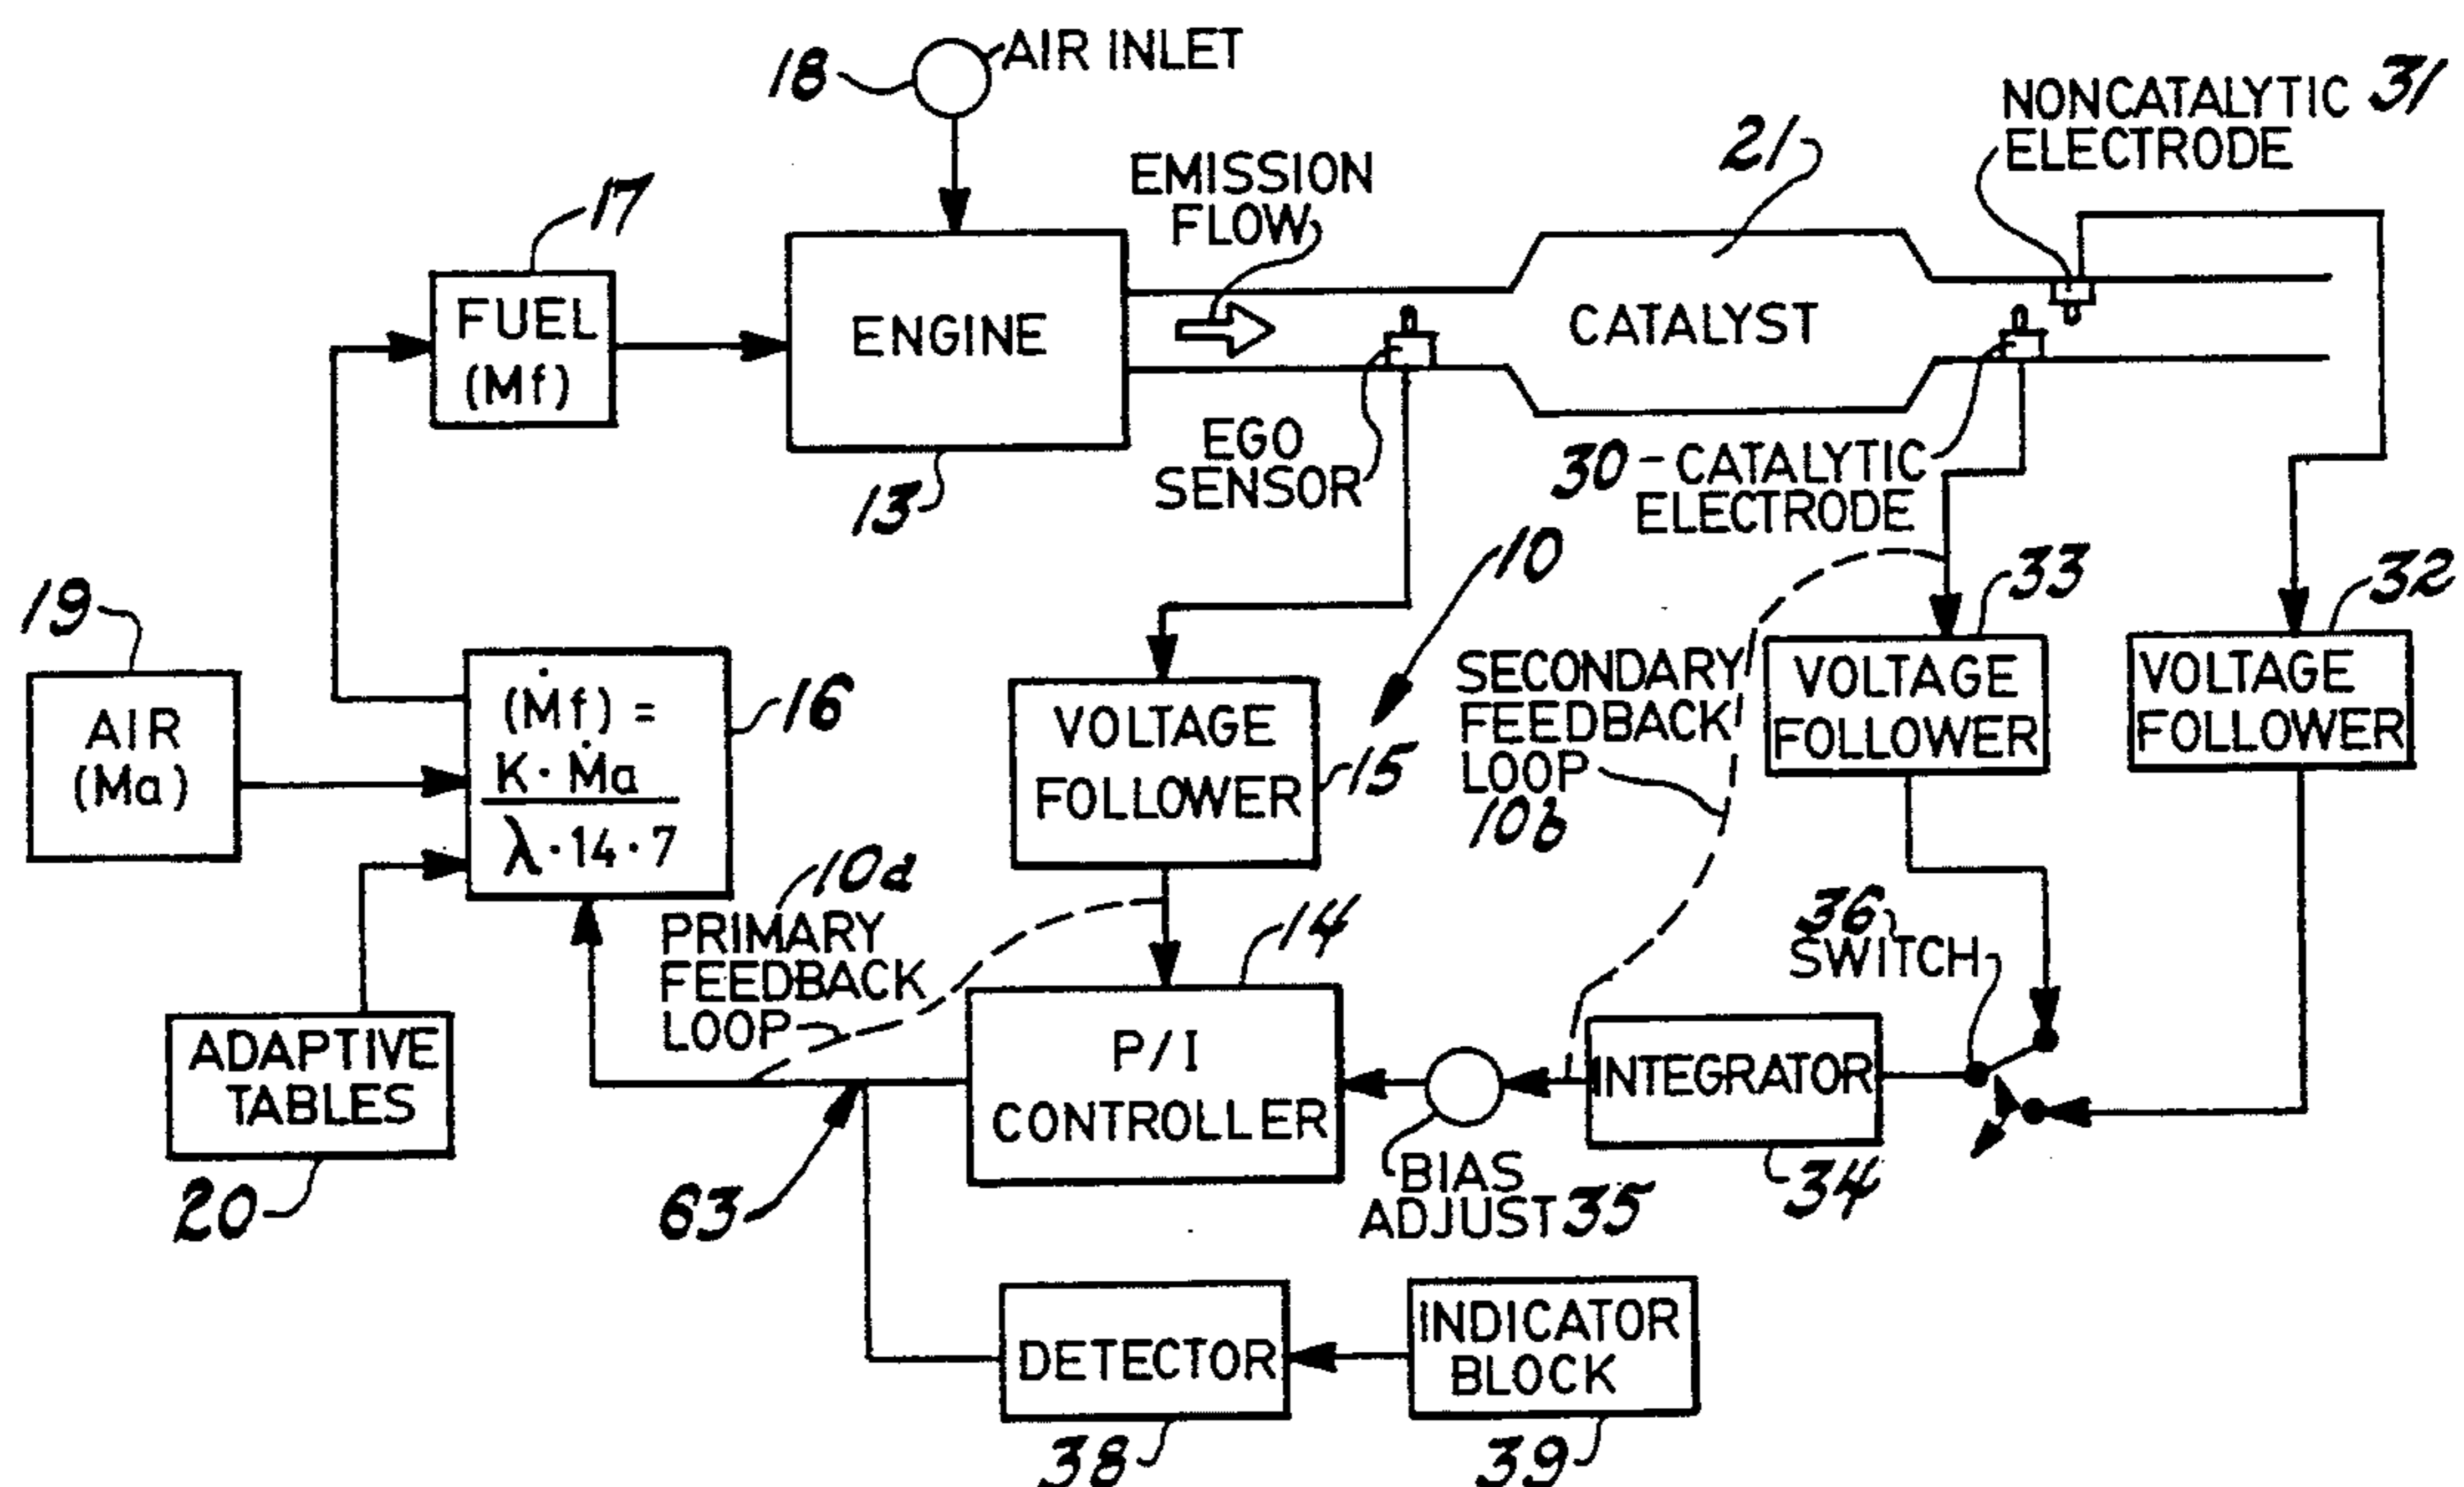 18
AIR INLET
NONCATALYTIC 31
ELECTRODE
21
EMISSION
FLOW
17
FUEL
(Mf)
ENGINE
CATALYST
13
EGO
SENSOR
30 - CATALYTIC
ELECTRODE
10
33
32
19
AIR
(Ma)
(Ṁf) =
K · Ṁa
λ · 14 · 7
16
VOLTAGE
FOLLOWER
15
SECONDARY
FEEDBACK
LOOP
10b
VOLTAGE
FOLLOWER
VOLTAGE
FOLLOWER
10a
PRIMARY
FEEDBACK
LOOP
14
36
SWITCH
ADAPTIVE
TABLES
20
P/I
CONTROLLER
INTEGRATOR
34
63
BIAS
ADJUST 35
DETECTOR
38
INDICATOR
BLOCK
39